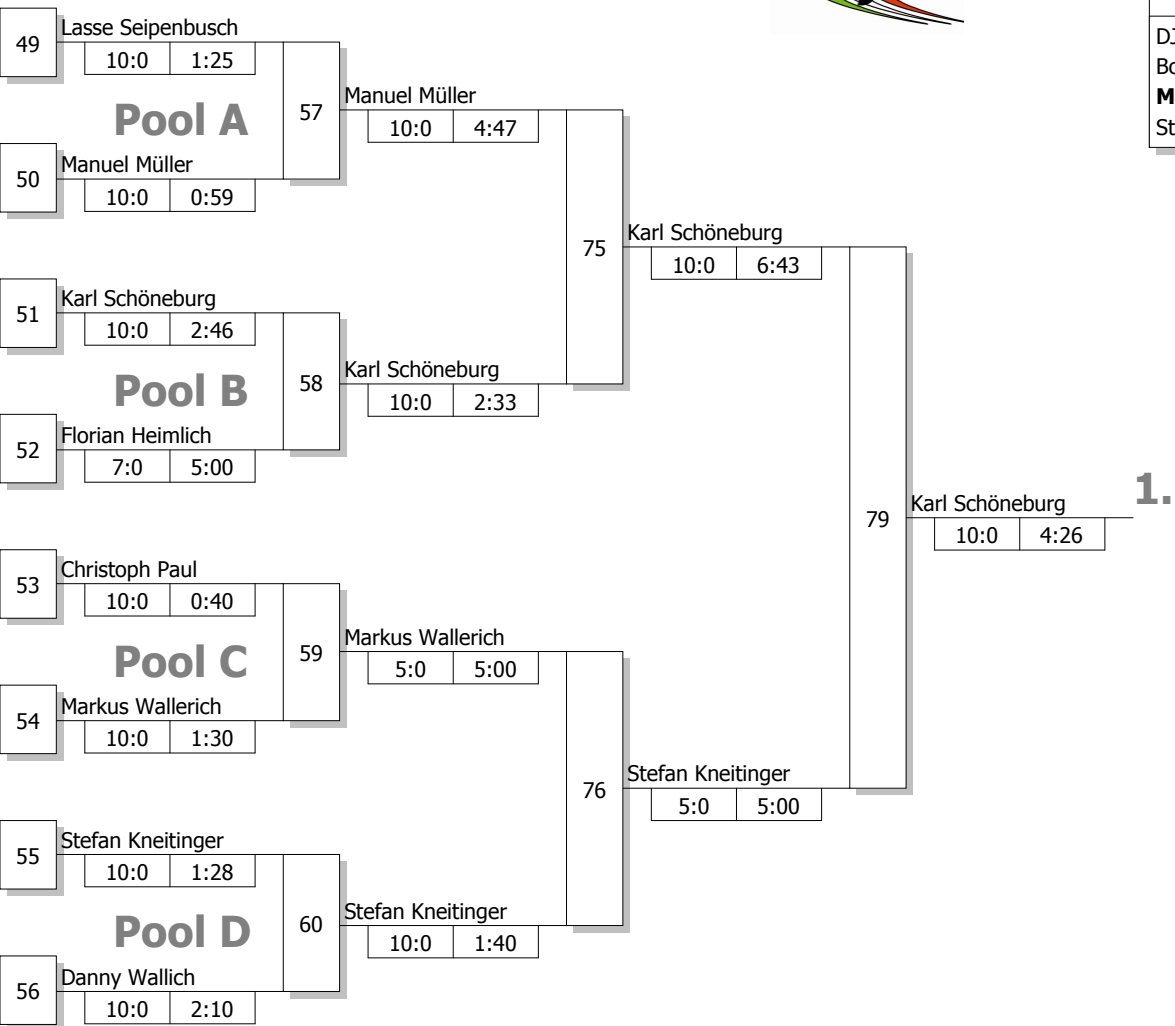 DJ
Bo
M
St
49
Lasse Seipenbusch
10:0 1:25
Pool A
57
Manuel Müller
10:0 4:47
50
Manuel Müller
10:0 0:59
75
Karl Schöneburg
10:0 6:43
51
Karl Schöneburg
10:0 2:46
Pool B
58
Karl Schöneburg
10:0 2:33
52
Florian Heimlich
7:0 5:00
79
Karl Schöneburg
10:0 4:26
1.
53
Christoph Paul
10:0 0:40
Pool C
59
Markus Wallerich
5:0 5:00
54
Markus Wallerich
10:0 1:30
76
Stefan Kneitinger
5:0 5:00
55
Stefan Kneitinger
10:0 1:28
Pool D
60
Stefan Kneitinger
10:0 1:40
56
Danny Wallich
10:0 2:10